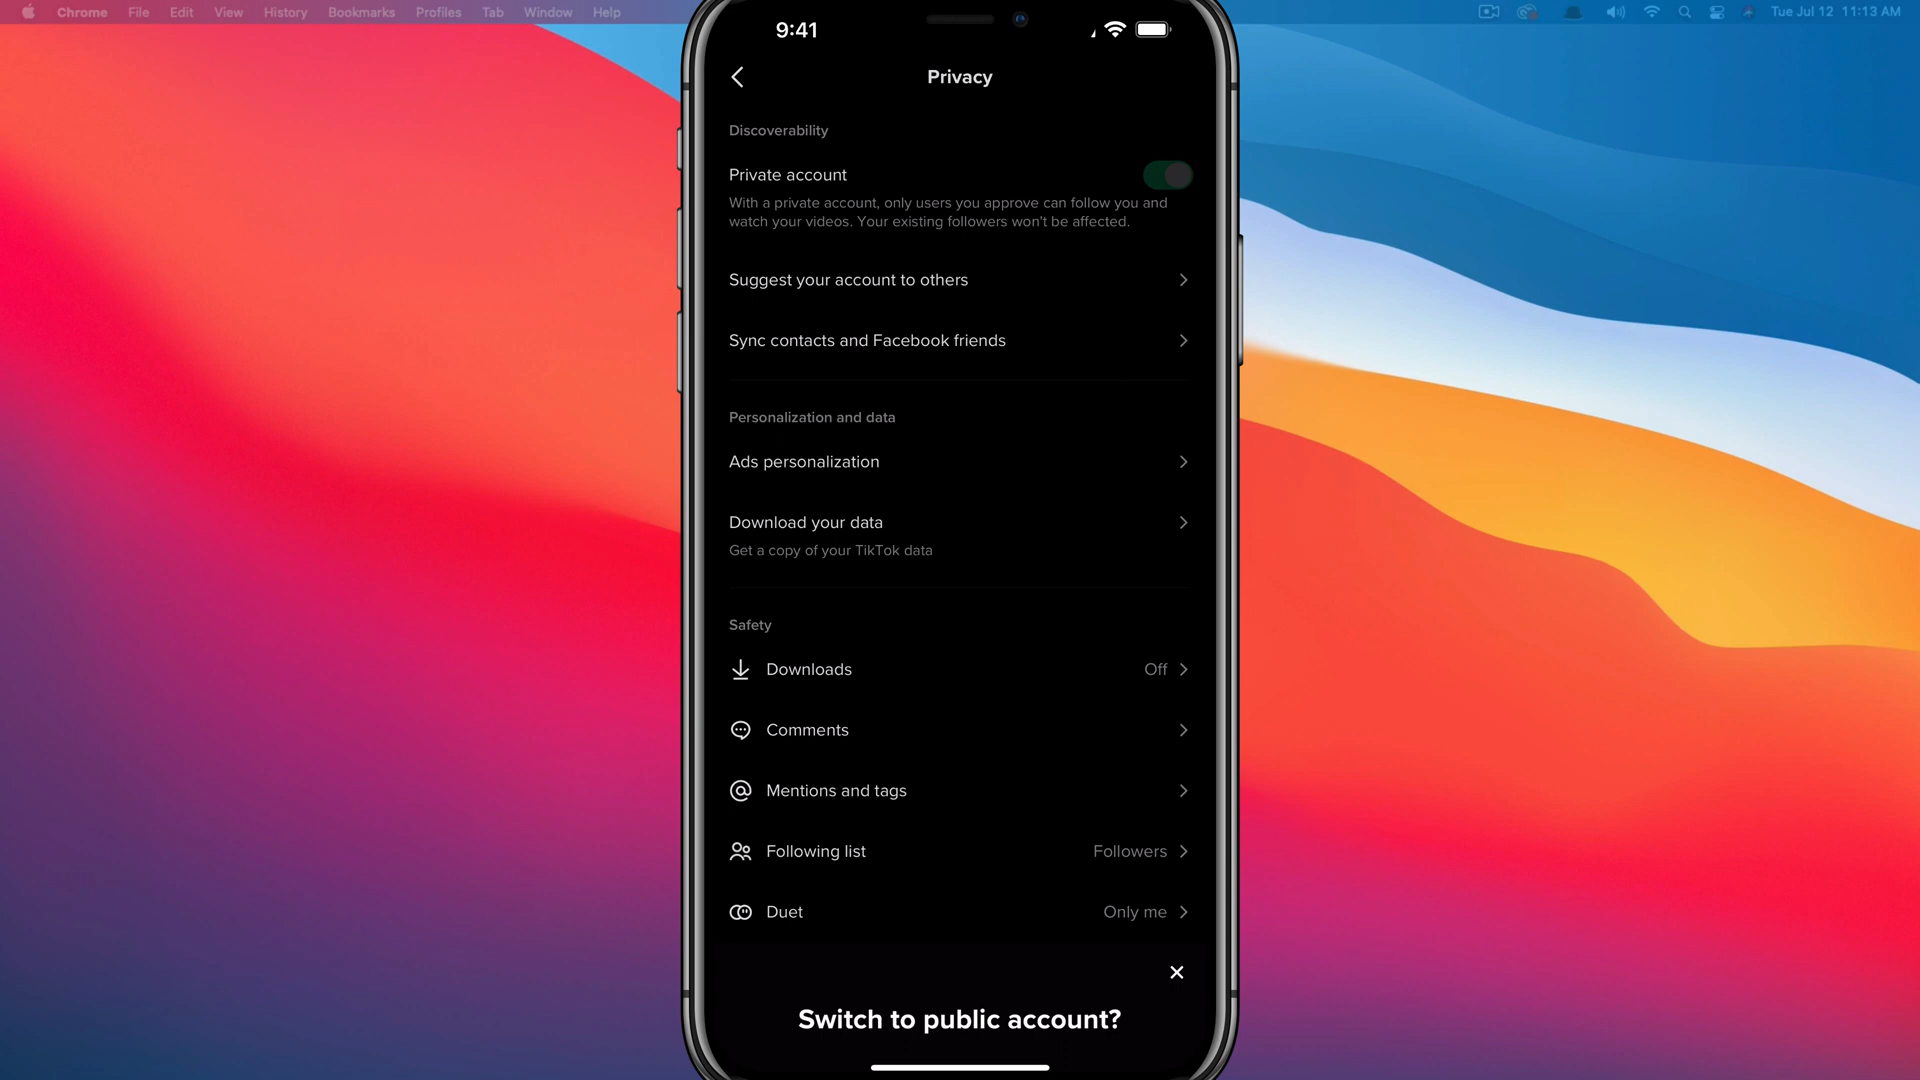 Chrome File Edit View History Bookmarks Profiles Tab Window Help
Tue Jul 12 11:13 AM
9:41
Privacy
Discoverability
Private account
With a private account, only users you approve can follow you and
watch your videos. Your existing followers won't be affected.
Suggest your account to others
Sync contacts and Facebook friends
Personalization and data
Ads personalization
Download your data
Get a copy of your TikTok data
Safety
Downloads Off
Comments
Mentions and tags
Following list Followers
Duet Only me
Switch to public account?